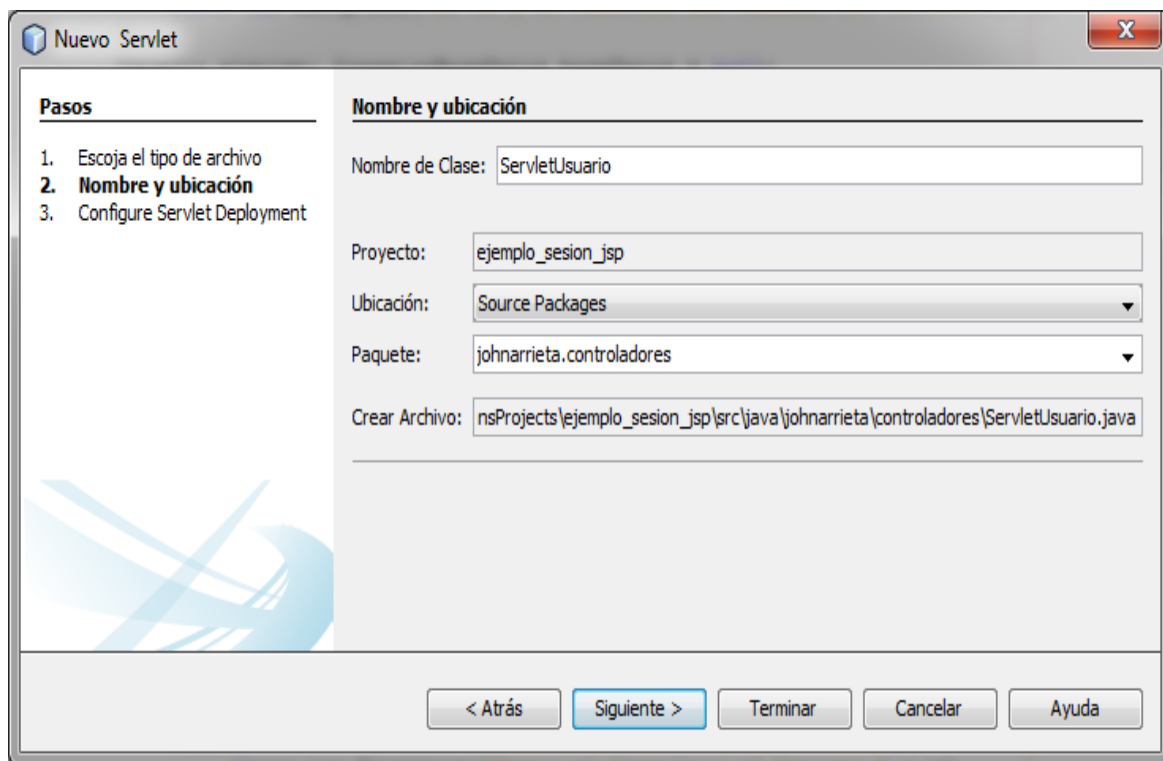 Nuevo Servlet
X
Pasos
1. Escoja el tipo de archivo
2. Nombre y ubicación
3. Configure Servlet Deployment
Nombre y ubicación
Nombre de Clase: ServletUsuario
Proyecto: ejemplo_sesion_jsp
Ubicación: Source Packages
Paquete: johnarrieta.controladores
Crear Archivo: nsProjects\ejemplo_sesion_jsp\src\java\johnarrieta\controladores\ServletUsuario.java
< Atrás Siguiente > Terminar Cancelar Ayuda